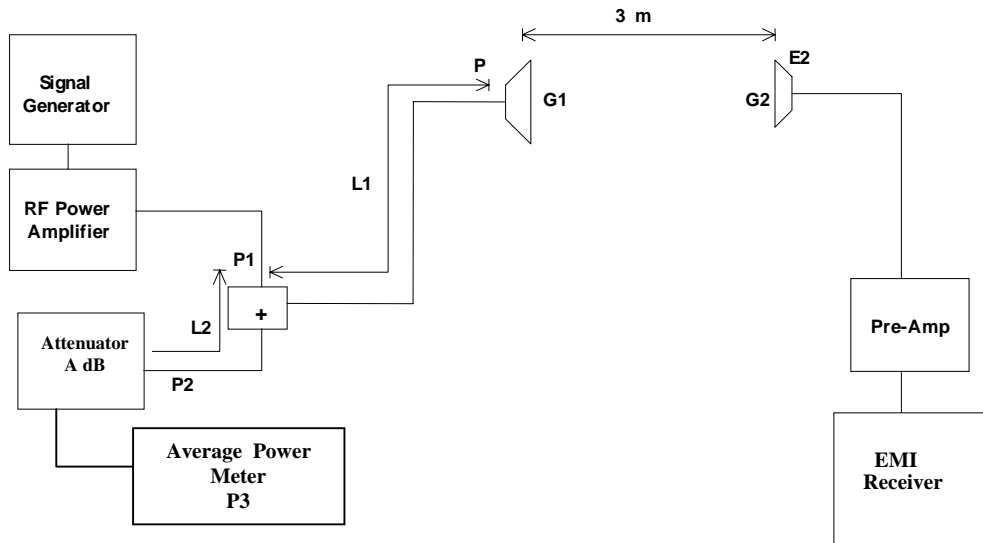 3 m
P
E2
Signal
Generator
G1
G2
L1
RF Power
Amplifier
P1
+
L2
Pre-Amp
Attenuator
A dB
P2
Average Power
Meter
P3
EMI
Receiver